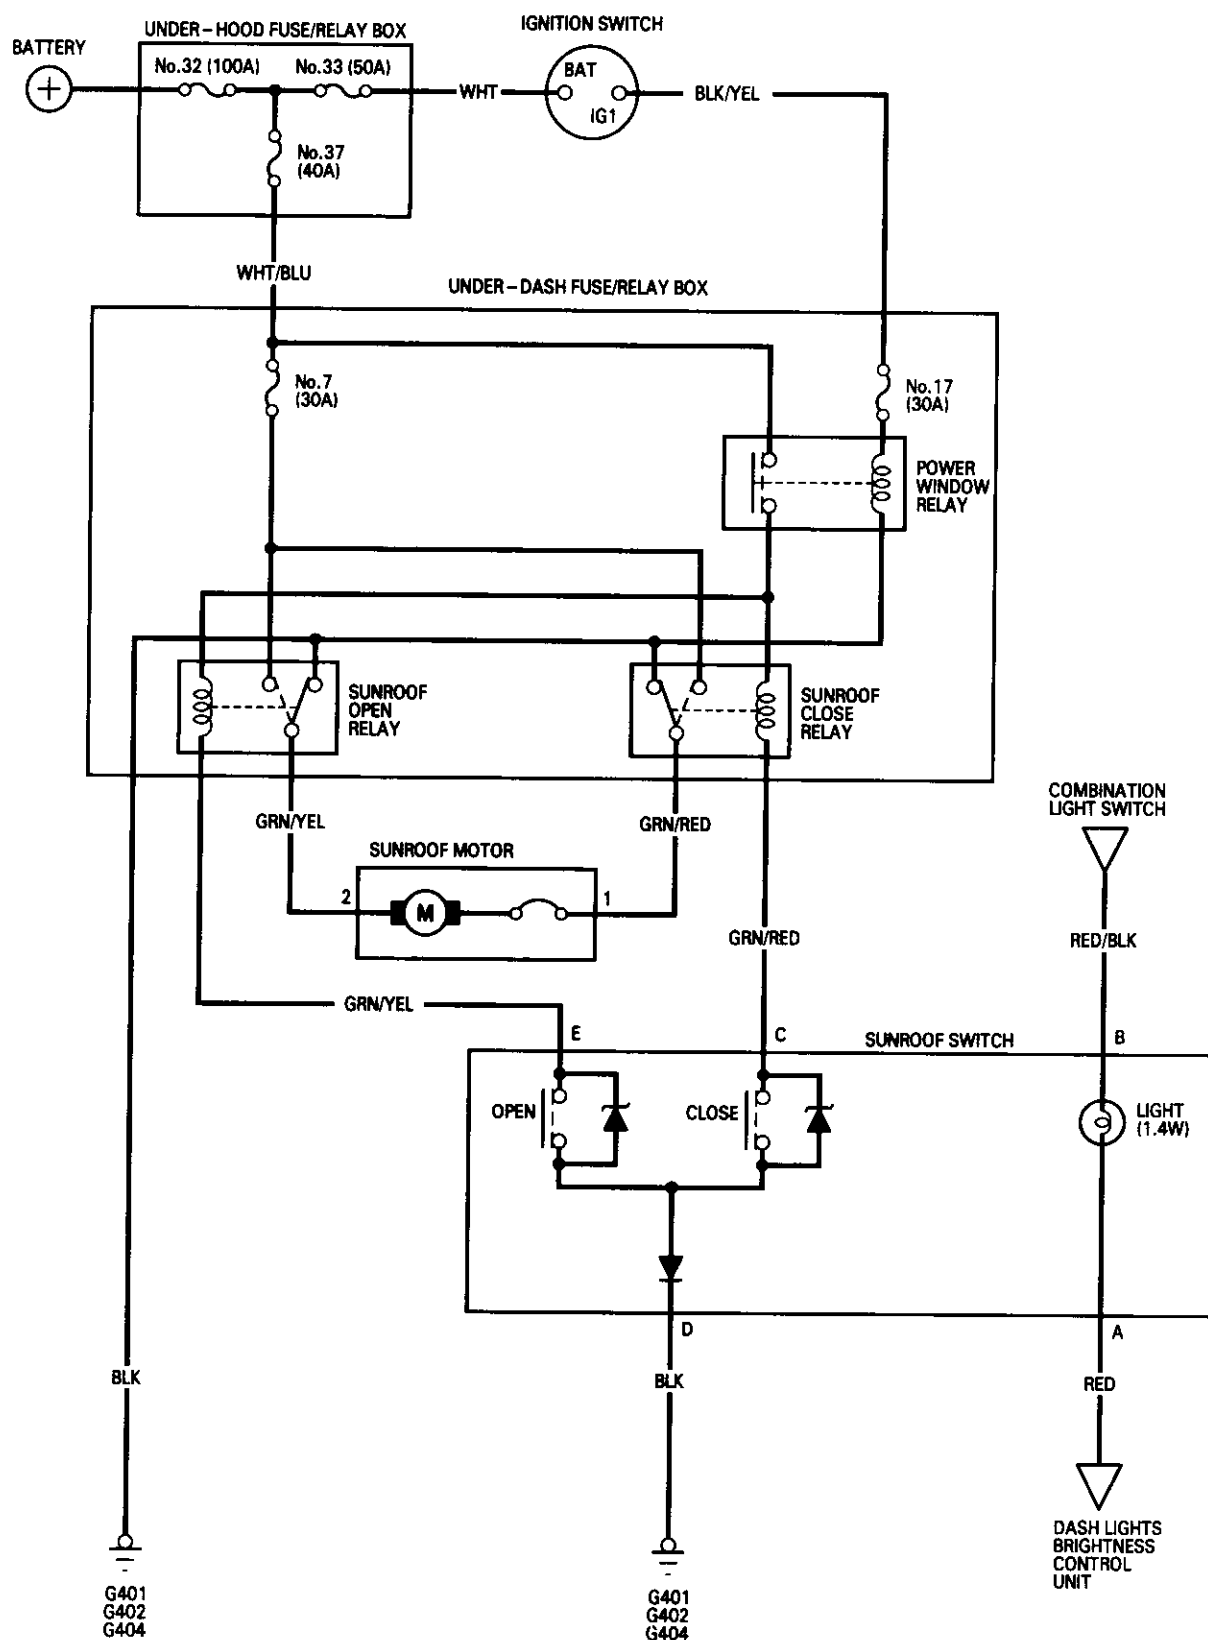 UNDER-HOOD FUSE/RELAY BOX
IGNITION SWITCH
BATTERY
No.32 (100A)
No.33 (50A)
WHT
BAT
IG1
BLK/YEL
No.37
(40A)
WHT/BLU
UNDER-DASH FUSE/RELAY BOX
No.7
(30A)
No.17
(30A)
POWER
WINDOW
RELAY
SUNROOF
OPEN
RELAY
SUNROOF
CLOSE
RELAY
GRN/YEL
GRN/RED
SUNROOF MOTOR
2
M
1
COMBINATION
LIGHT SWITCH
GRN/RED
RED/BLK
GRN/YEL
E
C
SUNROOF SWITCH
B
OPEN
CLOSE
LIGHT
(1.4W)
D
A
BLK
BLK
RED
G401
G402
G404
G401
G402
G404
DASH LIGHTS
BRIGHTNESS
CONTROL
UNIT